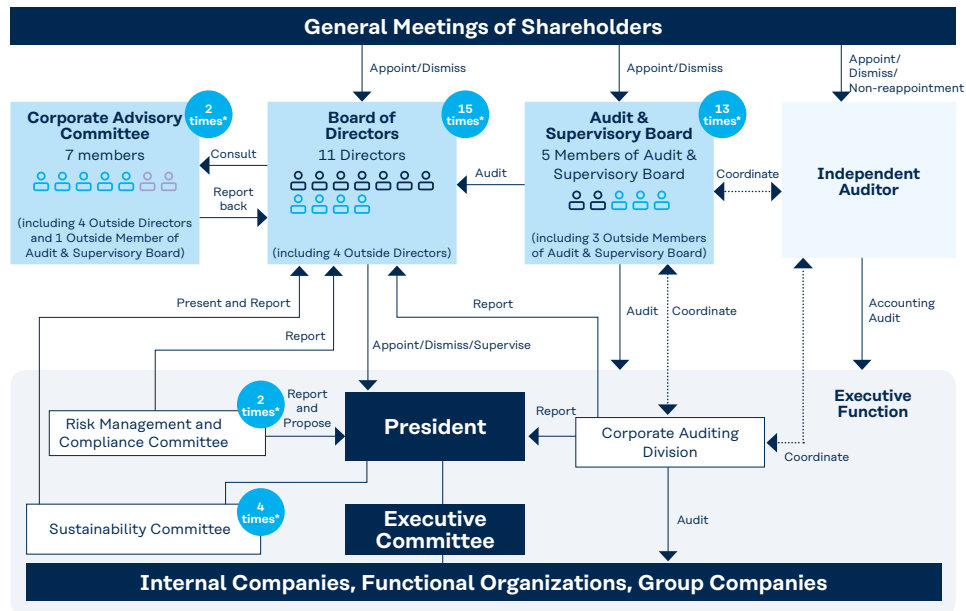 General Meetings of Shareholders
Appoint/Dismiss
Appoint/Dismiss
Appoint/
Dismiss/
Non-reappointment
Corporate Advisory
Committee
7 members
2
times*
(including 4 Outside Directors
and 1 Outside Member of
Audit & Supervisory Board)
Consult
Report
back
Board of
Directors
11 Directors
15
times*
(including 4 Outside Directors)
Audit
Audit &
Supervisory Board
5 Members of Audit &
Supervisory Board
13
times*
(including 3 Outside Members
of Audit & Supervisory Board)
Coordinate
Independent
Auditor
Present and Report
Report
Appoint/Dismiss/Supervise
Report
Audit
Coordinate
Accounting
Audit
Executive
Function
Risk Management and
Compliance Committee
2
times*
Report
and
Propose
President
Report
Corporate Auditing
Division
Coordinate
Sustainability Committee
4
times*
Executive
Committee
Audit
Internal Companies, Functional Organizations, Group Companies